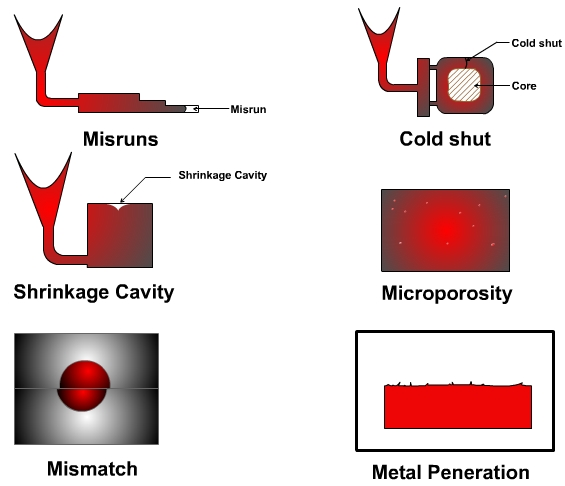 Cold shut
Core
Misrun
Misruns
Cold shut
Shrinkage Cavity
Shrinkage Cavity
Microporosity
Mismatch
Metal Peneration